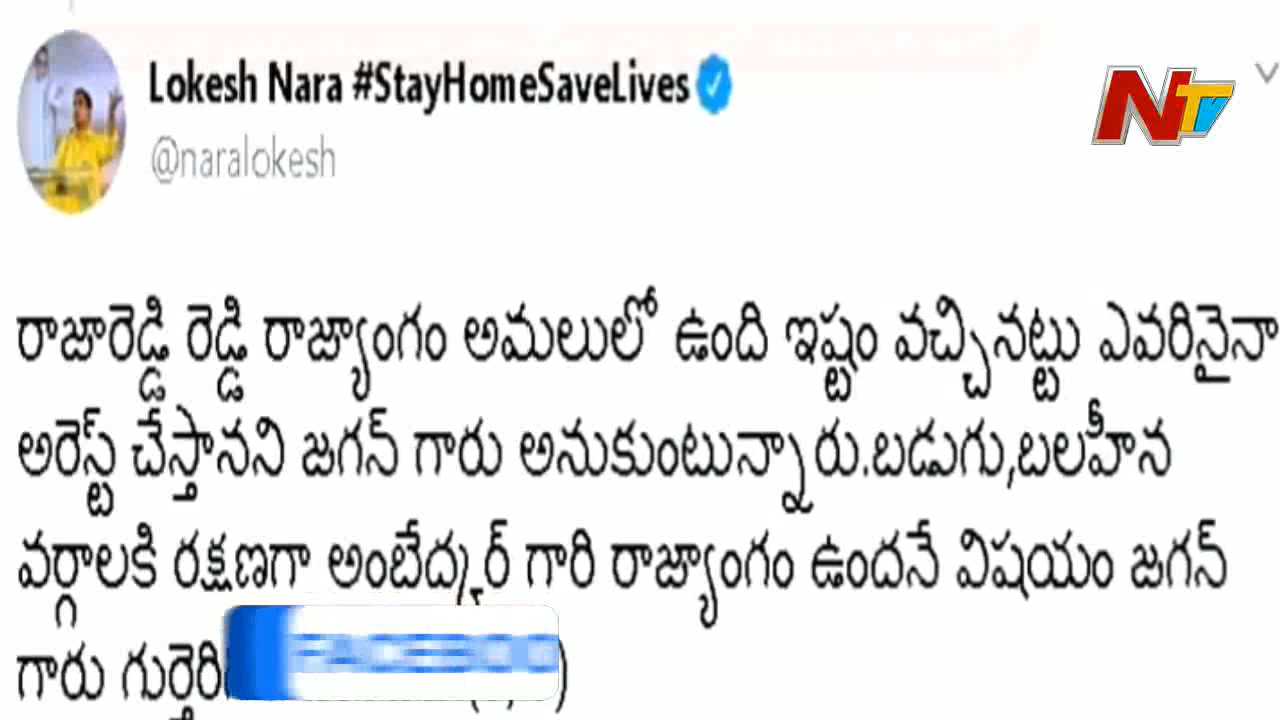 Lokesh Nara #StayHomeSaveLives
@naralokesh
NTV
రాజారెడ్డి రెడ్డి రాజ్యాంగం అమలులో ఉంది ఇష్టం వచ్చినట్టు ఎవరినైనా
అరెస్ట్ చేస్తానని జగన్ గారు అనుకుంటున్నారు.బడుగు,బలహీన
వర్గాలకి రక్షణగా అంబేద్కర్ గారి రాజ్యాంగం ఉందనే విషయం జగన్
గారు